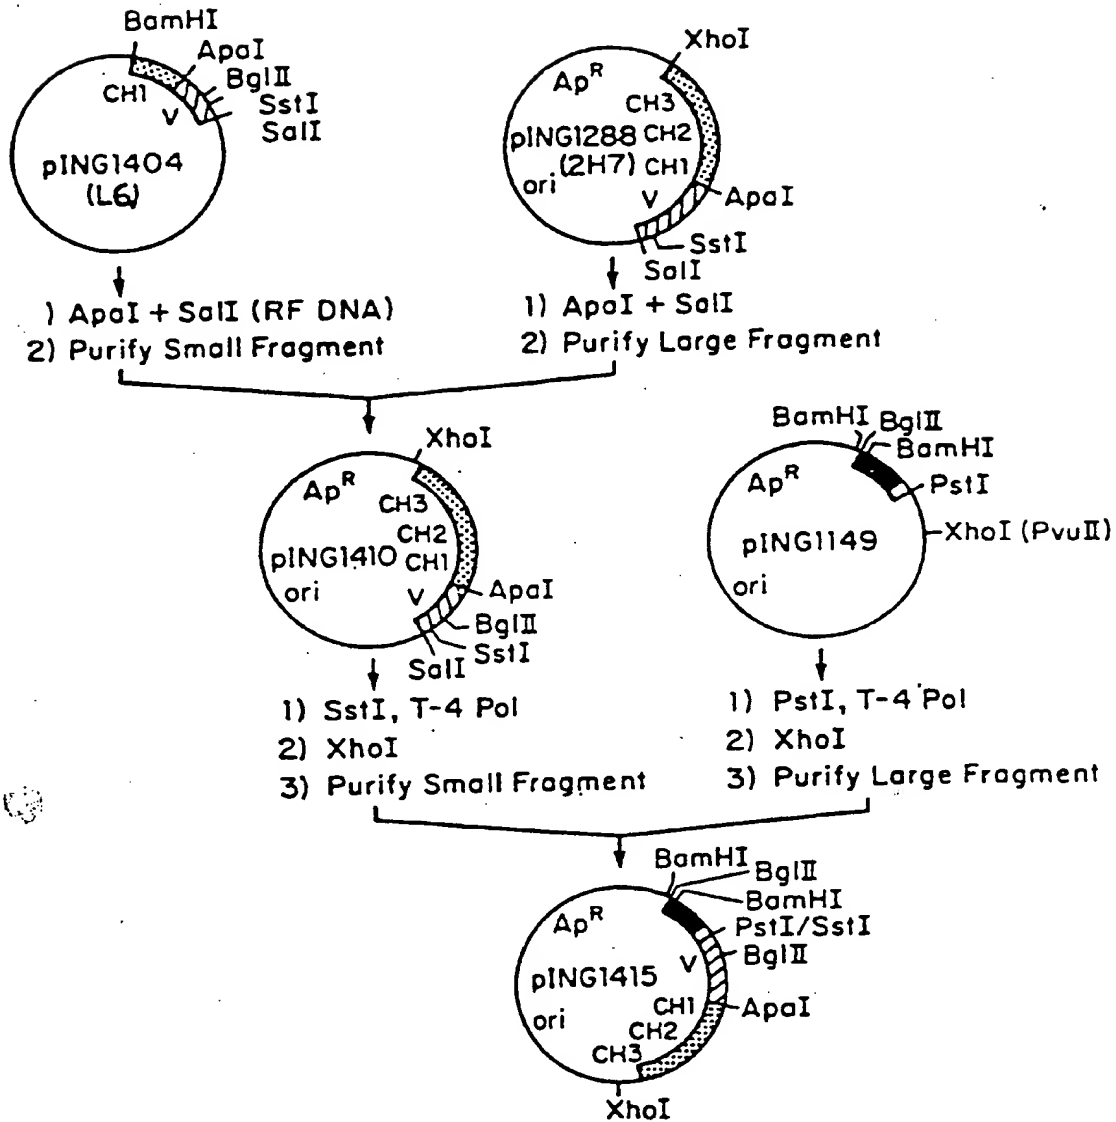 BamHI
ApaI
BglII
SstI
SalI
CH1
V
pING1404
(L6)
XhoI
Ap^R
CH3
pING1288 CH2
(2H7) CH1
ori
V
ApaI
SstI
SalI
1) ApaI + SalI (RF DNA)
2) Purify Small Fragment
1) ApaI + SalI
2) Purify Large Fragment
XhoI
Ap^R
CH3
CH2
pING1410 CH1
ori
V
ApaI
BglII
SstI
SalI
BamHI BglII
BamHI
Ap^R
PstI
XhoI (PvuII)
pING1149
ori
1) SstI, T-4 Pol
2) XhoI
3) Purify Small Fragment
1) PstI, T-4 Pol
2) XhoI
3) Purify Large Fragment
BamHI
BglII
BamHI
Ap^R
PstI/SstI
BglII
V
pING1415
CH1
ApaI
ori
CH2
CH3
XhoI